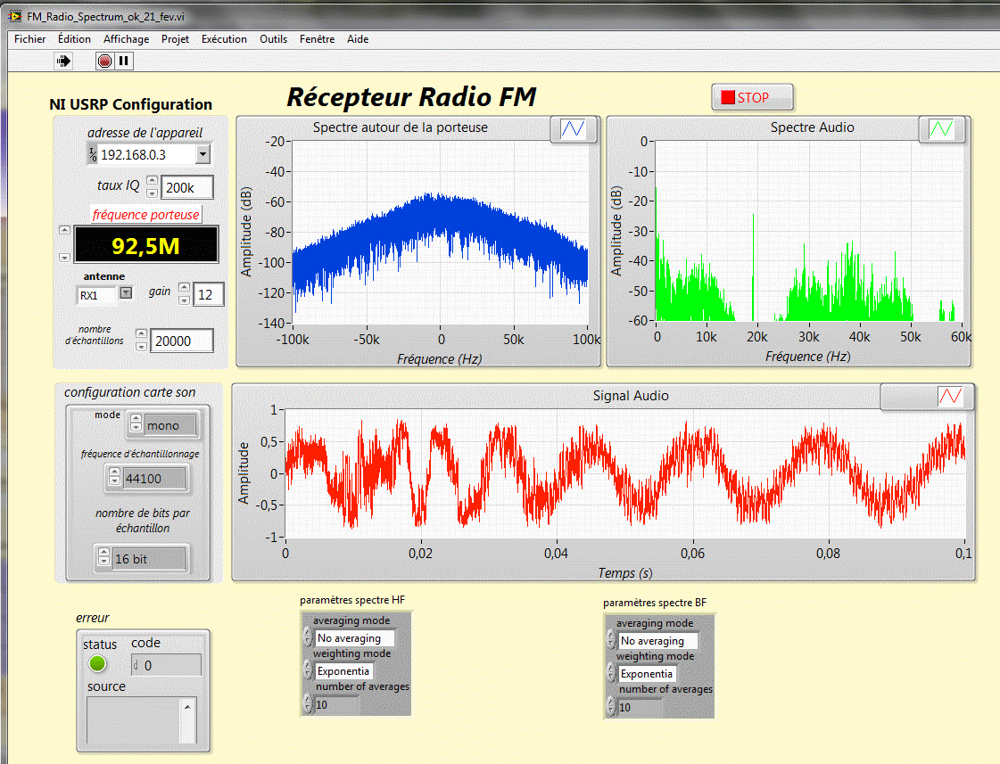 FM_Radio_Spectrum_ok_21_fev.vi
Fichier Édition Affichage Projet Exécution Outils Fenêtre Aide
Récepteur Radio FM
STOP
NI USRP Configuration
adresse de l'appareil
192.168.0.3
taux IQ 200k
fréquence porteuse
92,5M
antenne
RX1
gain 12
nombre
d'échantillons
20000
Spectre autour de la porteuse
Amplitude (dB)
-20
-40
-60
-80
-100
-120
-140
-100k -50k 0 50k 100k
Fréquence (Hz)
Spectre Audio
Amplitude (dB)
0
-10
-20
-30
-40
-50
-60
0 10k 20k 30k 40k 50k 60k
Fréquence (Hz)
configuration carte son
mode
mono
fréquence d'échantillonnage
44100
nombre de bits par
échantillon
16 bit
Signal Audio
Amplitude
1
0,5
0
-0,5
-1
0 0,02 0,04 0,06 0,08 0,1
Temps (s)
erreur
status code
d 0
source
paramètres spectre HF
averaging mode
No averaging
weighting mode
Exponentia
number of averages
10
paramètres spectre BF
averaging mode
No averaging
weighting mode
Exponentia
number of averages
10